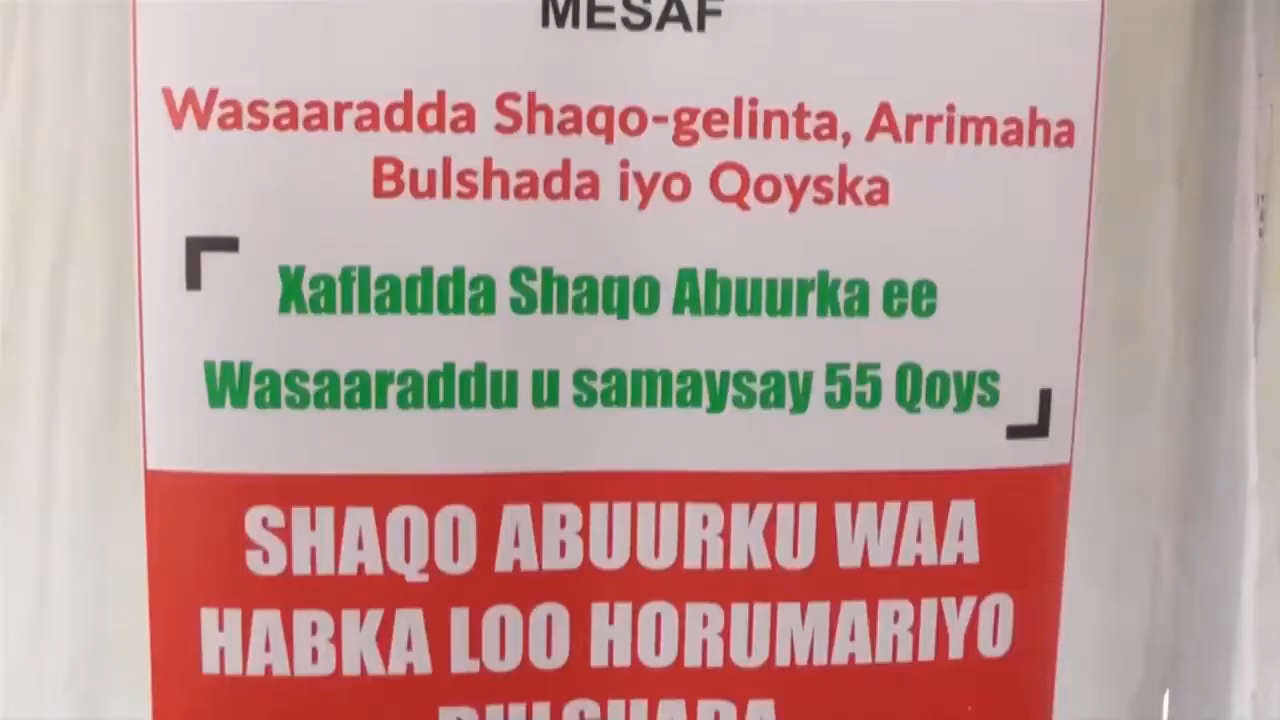 MESAF
Wasaaradda Shaqo-gelinta, Arrimaha
Bulshada iyo Qoyska
Xafladda Shaqo Abuurka ee
Wasaaraddu u samaysay 55 Qoys
SHAQO ABUURKU WAA
HABKA LOO HORUMARIYO
BULSHADA